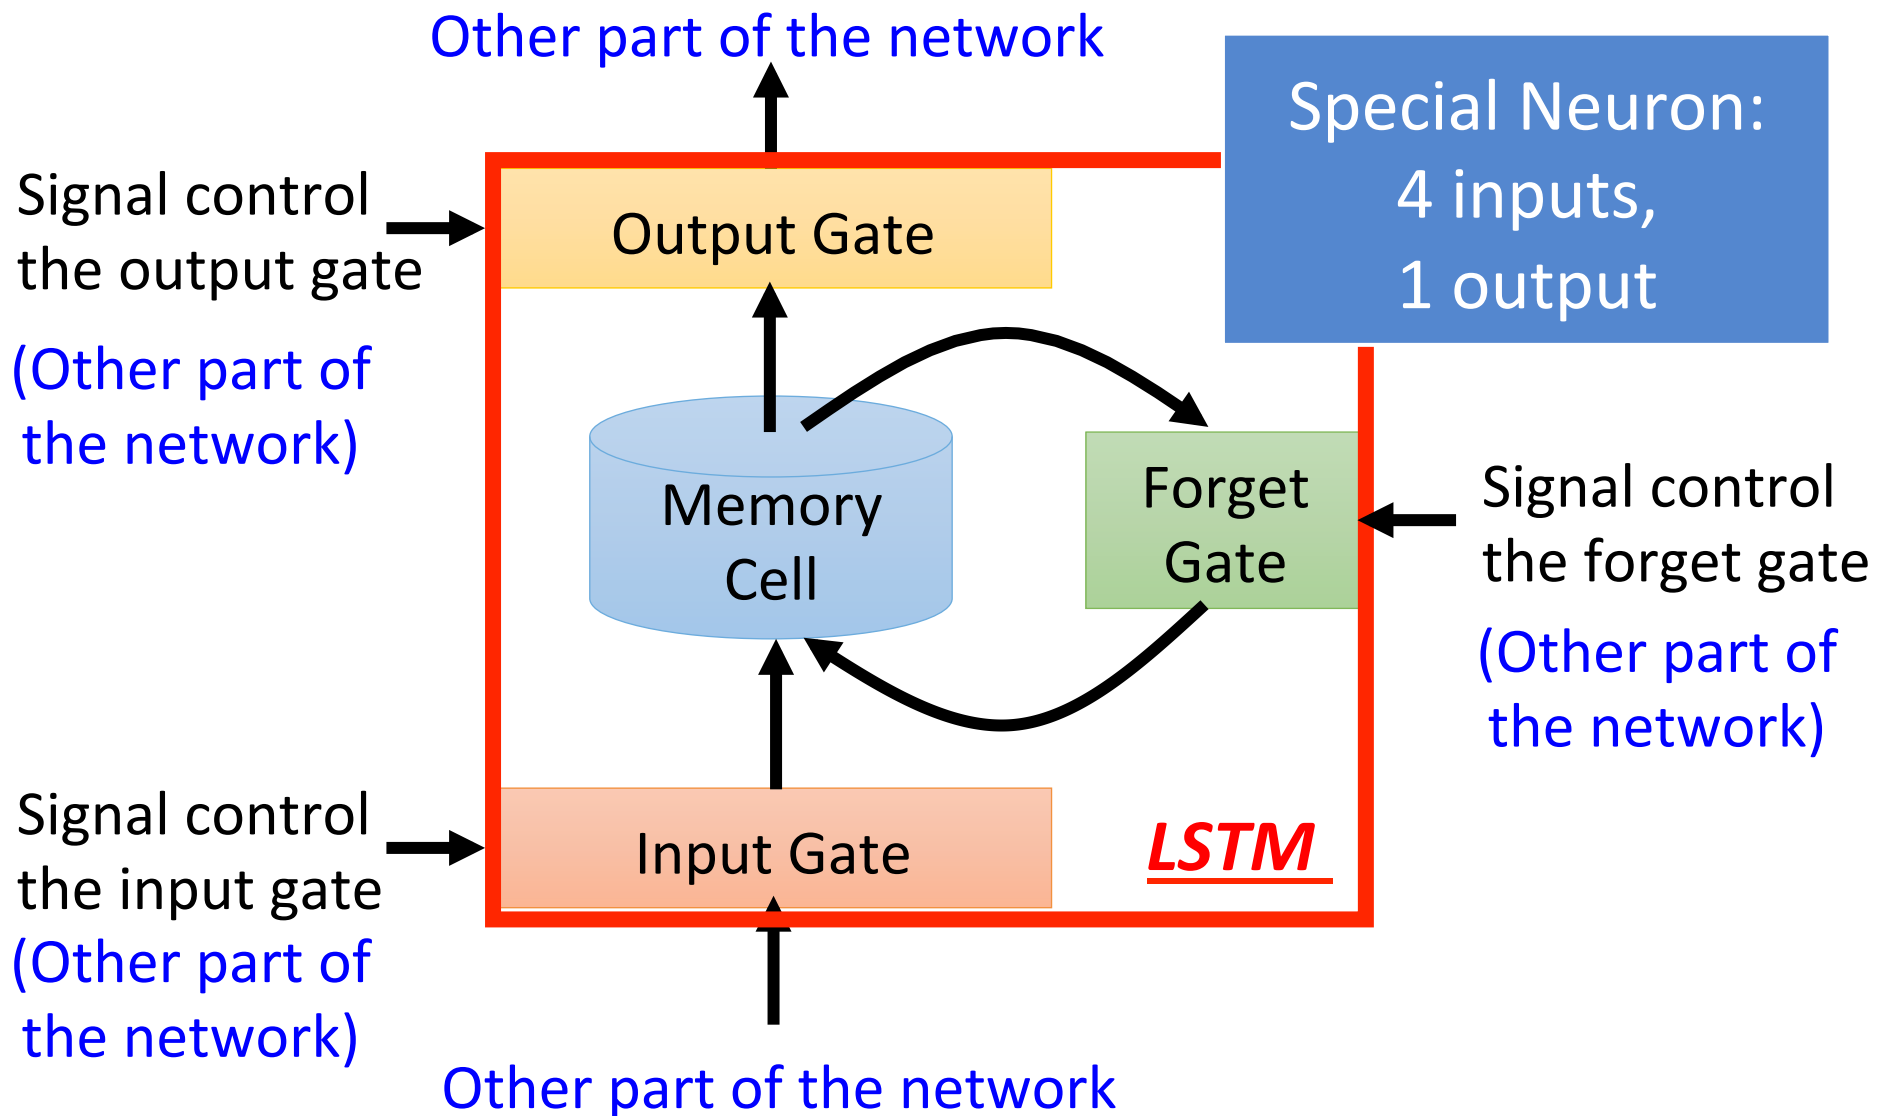 Other part of the network
Special Neuron:
4 inputs,
1 output
Signal control
the output gate
(Other part of
the network)
Output Gate
Memory
Cell
Forget
Gate
Signal control
the forget gate
(Other part of
the network)
Signal control
the input gate
(Other part of
the network)
Input Gate
LSTM
Other part of the network